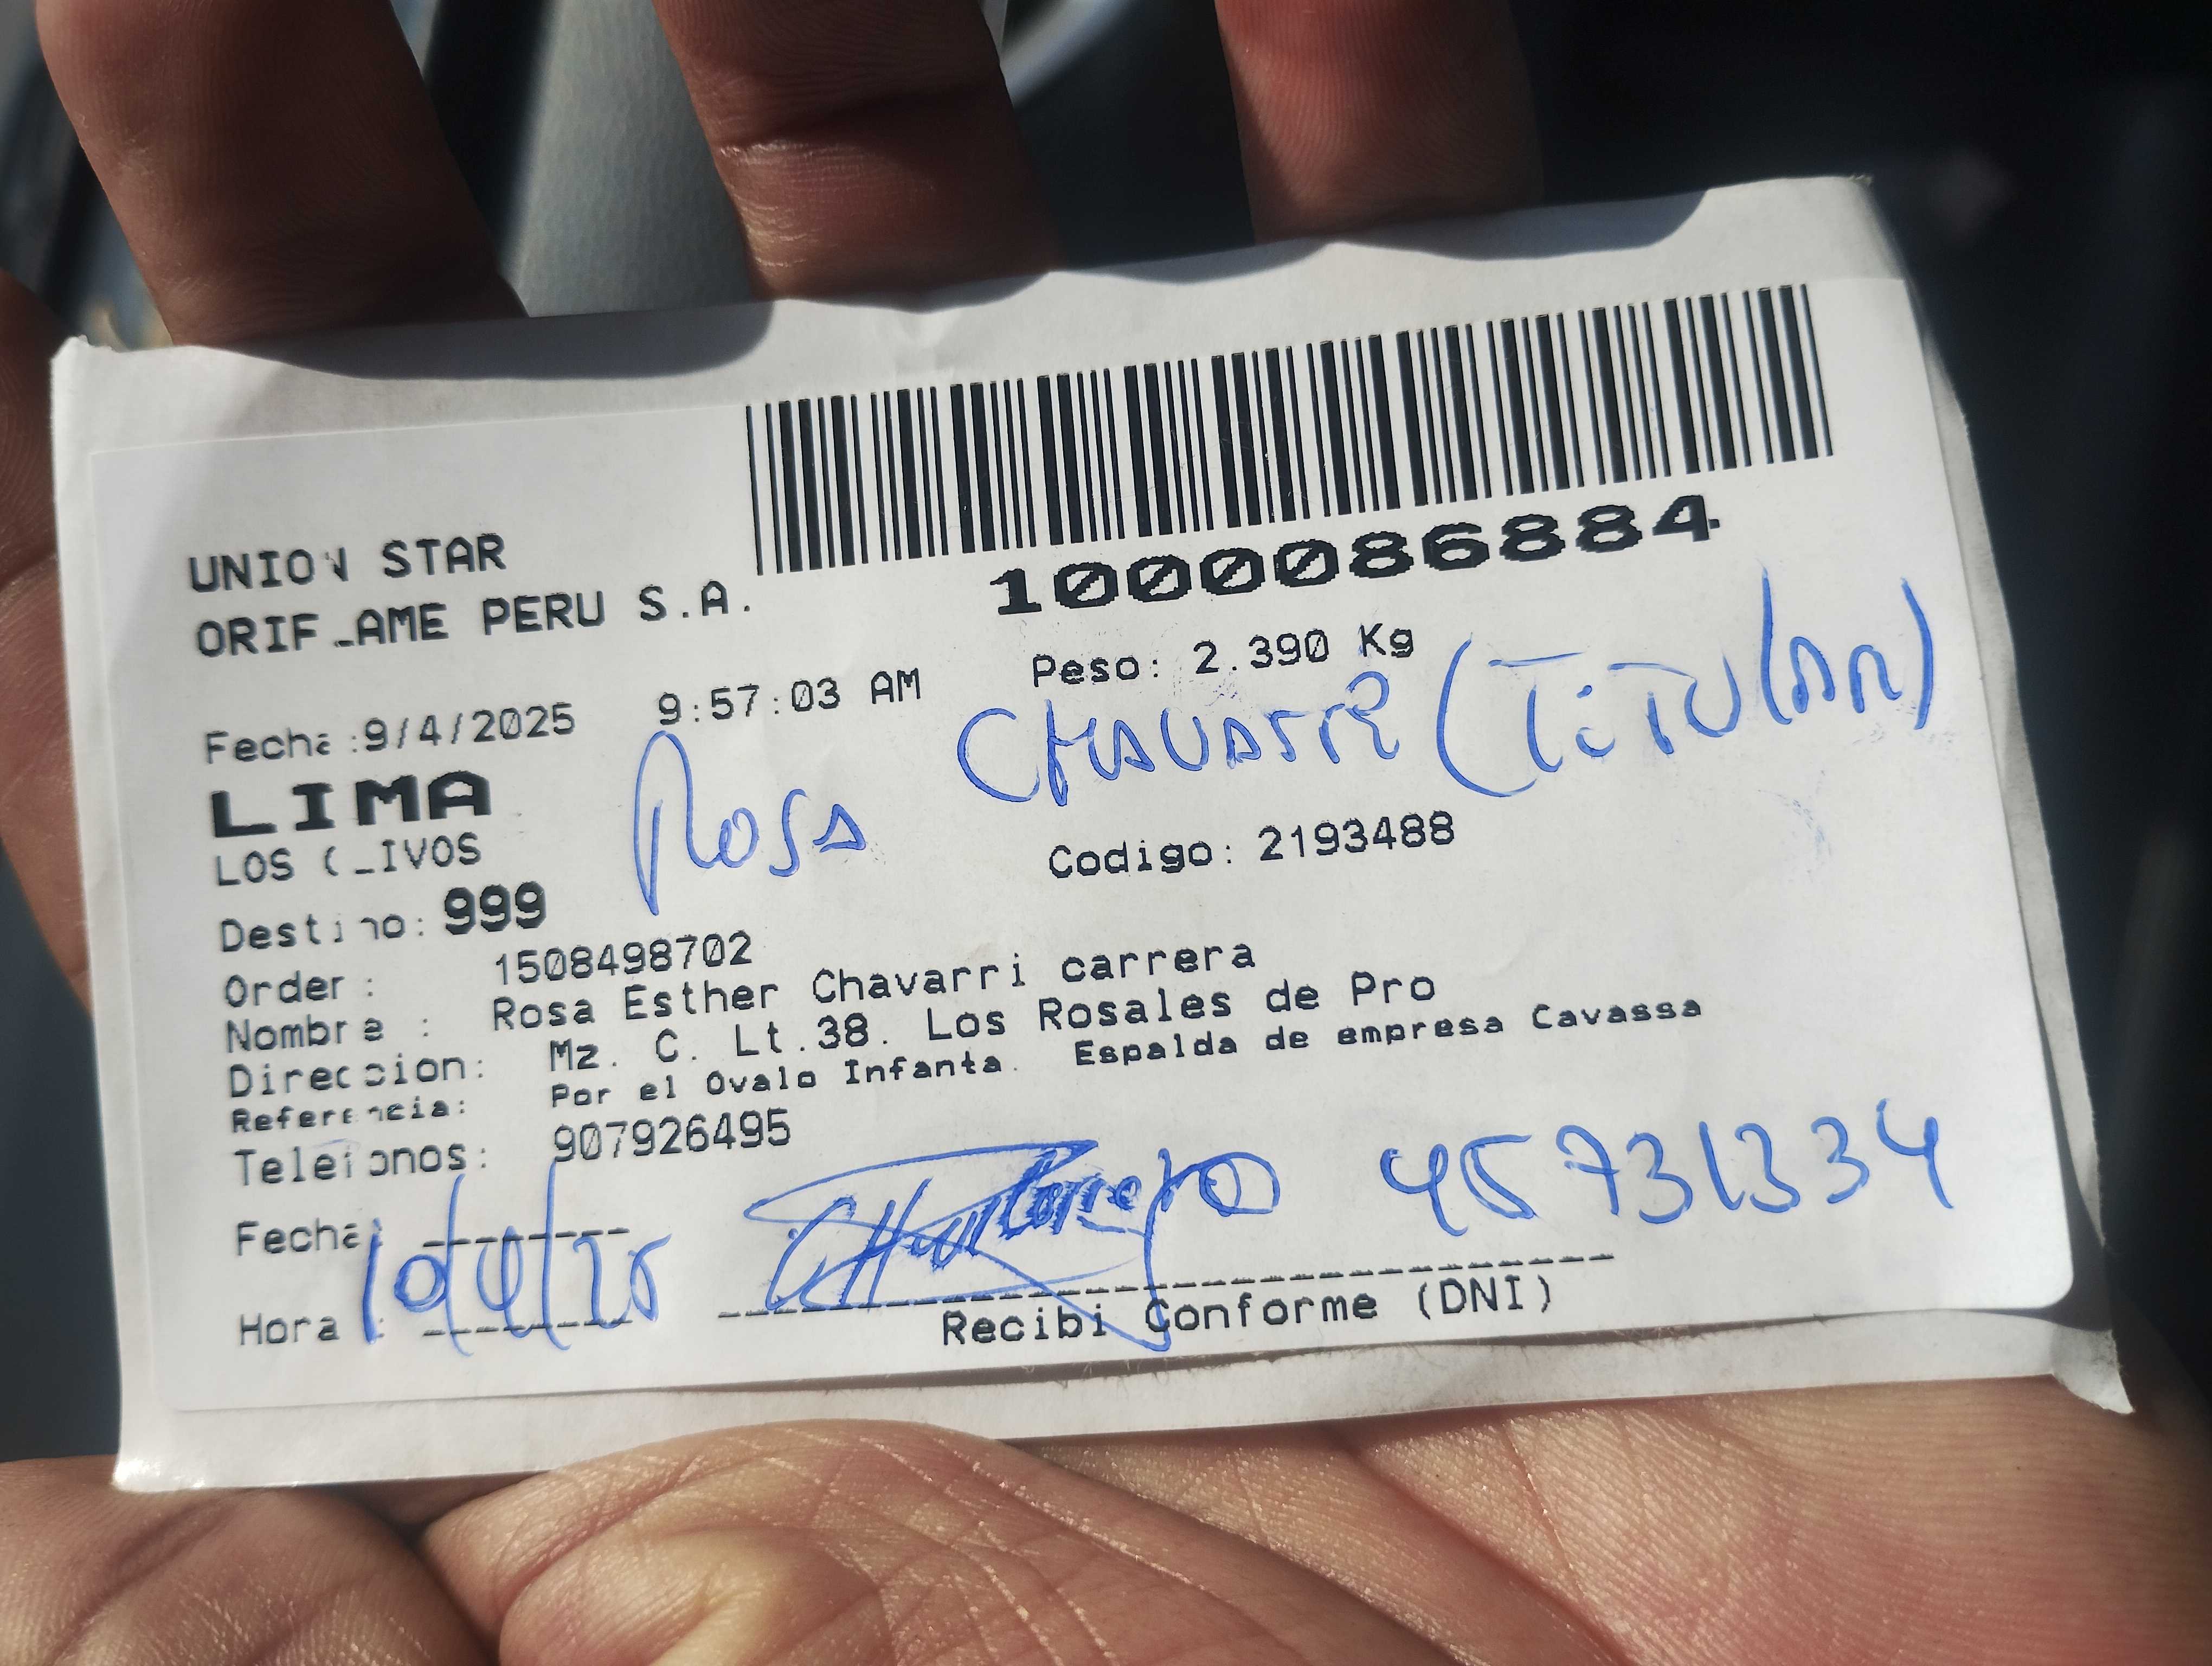 UNION STAR
ORIFLAME PERU S.A.
1000086884
Fecha :9/4/2025 9:57:03 AM Peso: 2.390 Kg
LIMA
Rosa CHAVARRI (TiTUlAR)
LOS OLIVOS
Codigo: 2193488
Destino: 999
Order : 1508498702
Nombre : Rosa Esther Chavarri carrera
Direccion: Mz. C. Lt.38. Los Rosales de Pro
Referencia: Por el Ovalo Infanta. Espalda de empresa Cavassa
Telefonos: 907926495
Fecha: 10/4/25
45731334
Hora :
Recibi Conforme (DNI)